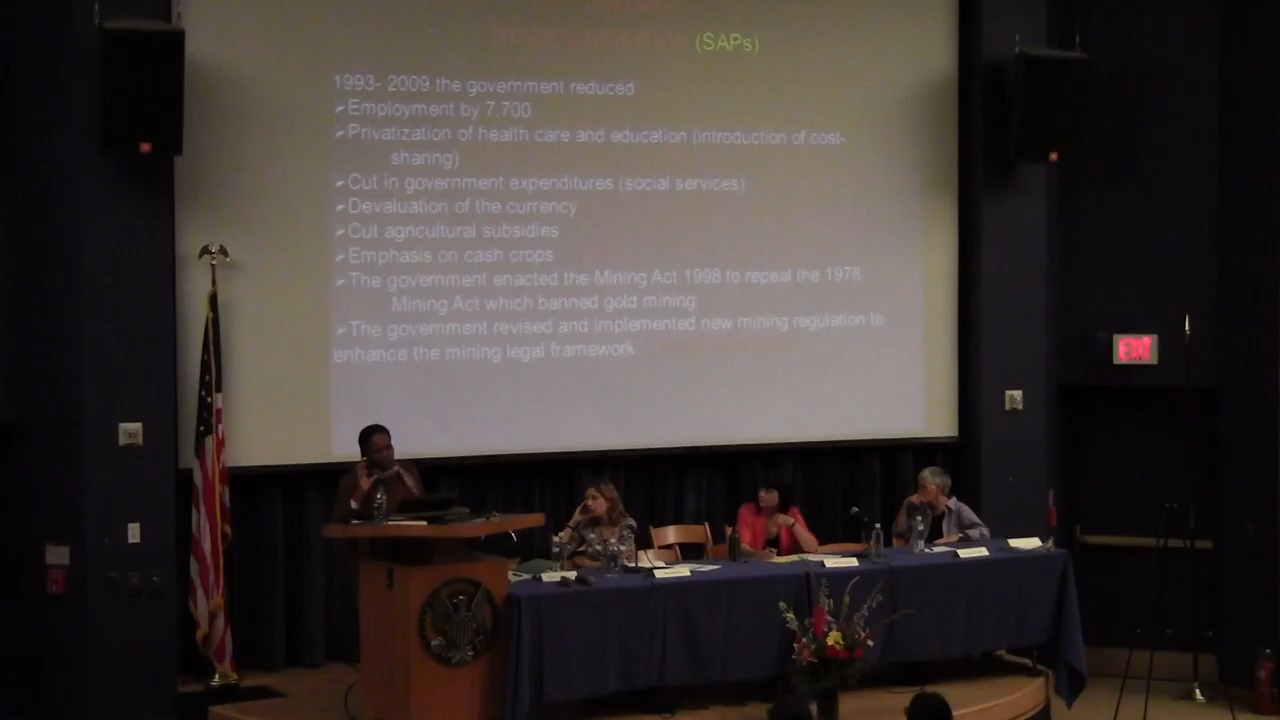 (SAPs)
1993- 2009 the government reduced
➢Employment by 7,700
➢Privatization of health care and education (introduction of cost-
sharing)
➢Cut in government expenditures (social services)
➢Devaluation of the currency
➢Cut agricultural subsidies
➢Emphasis on cash crops
➢The government enacted the Mining Act 1998 to repeal the 1978
Mining Act which banned gold mining
➢The government revised and implemented new mining regulation to
enhance the mining legal framework
EXIT